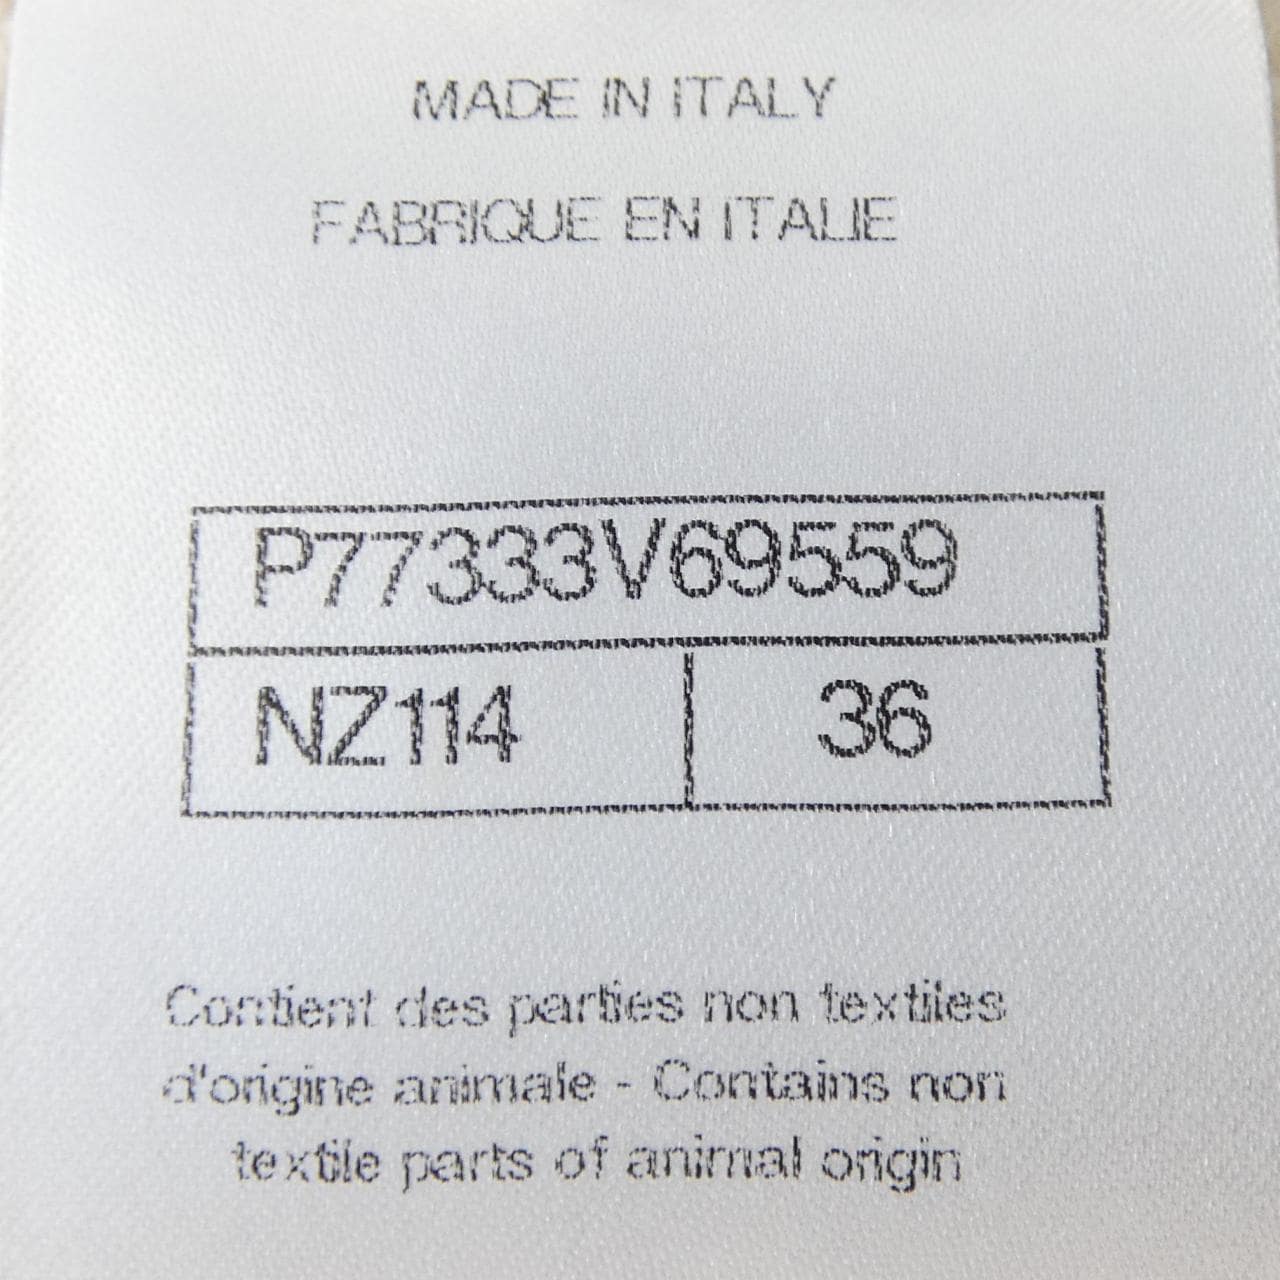 MADE IN ITALY
FABRIQUE EN ITALIE
P77333V69559
NZ114 36
Contient des parties non textiles
d'origine animale - Contains non
textile parts of animal origin